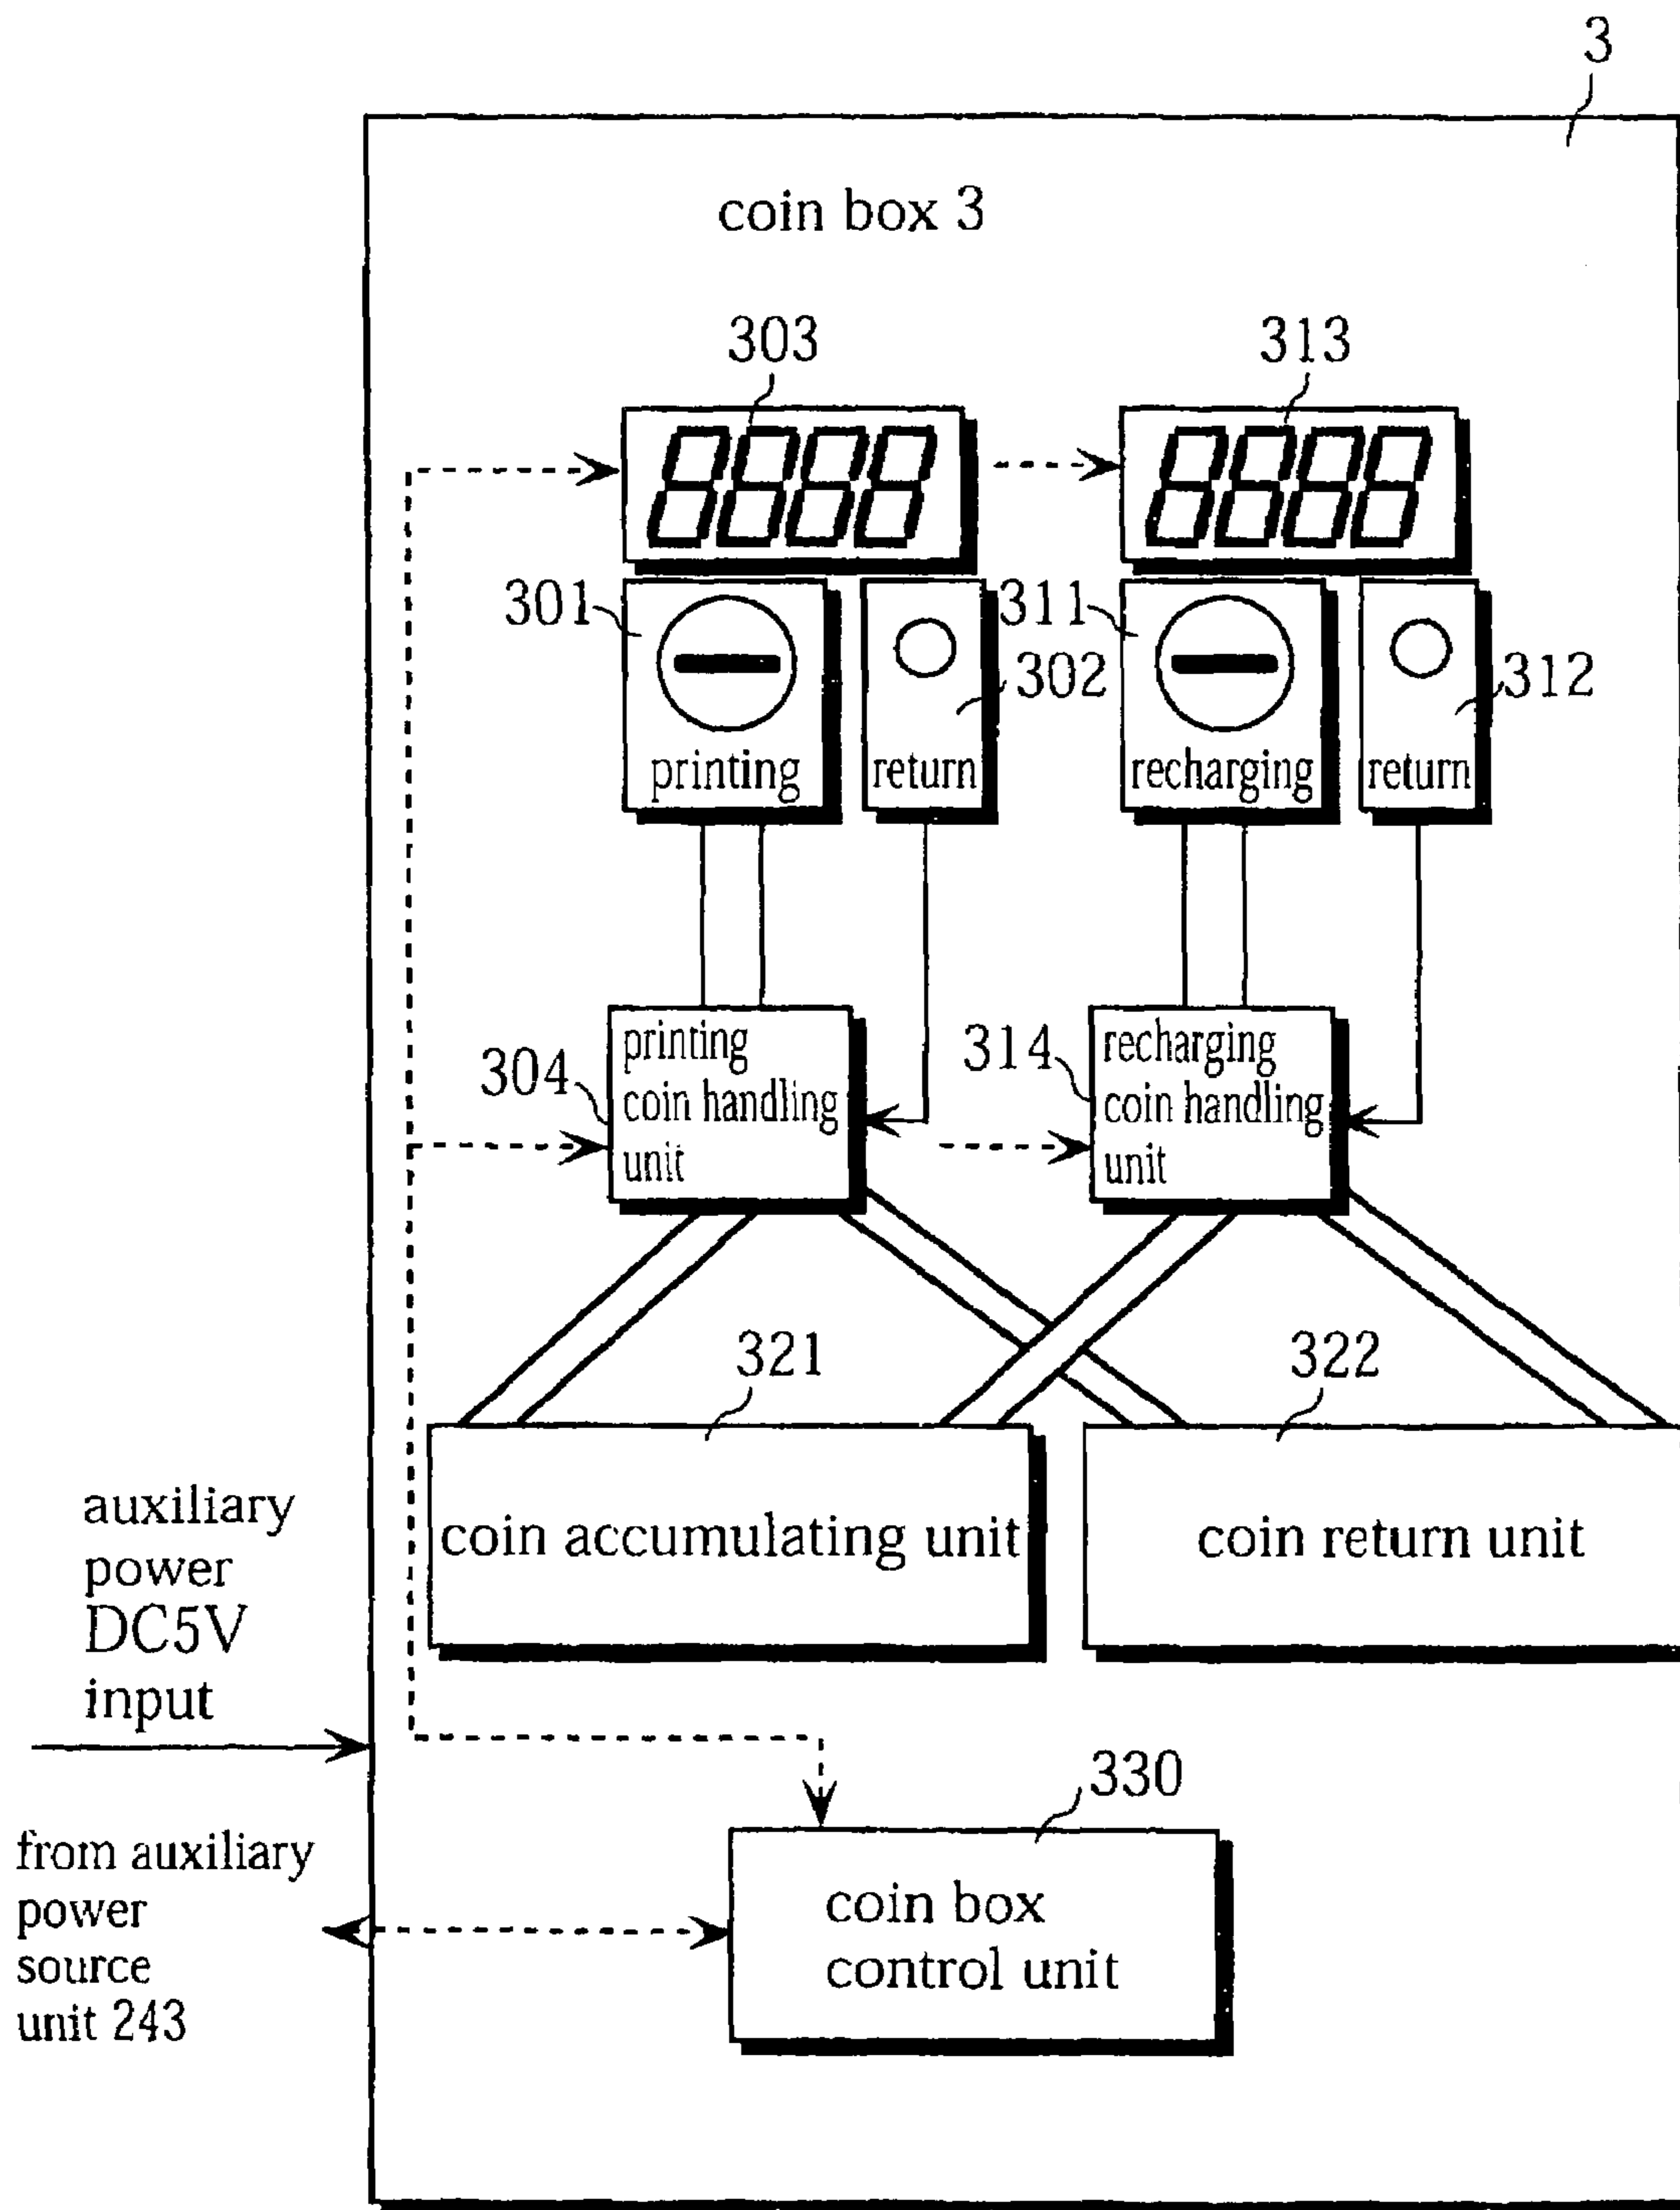 3
coin box 3
303
313
8888
8888
301
311
302
312
printing
return
recharging
return
304
printing
coin handling
unit
314
recharging
coin handling
unit
321
322
coin accumulating unit
coin return unit
auxiliary
power
DC5V
input
330
from auxiliary
power
source
unit 243
coin box
control unit